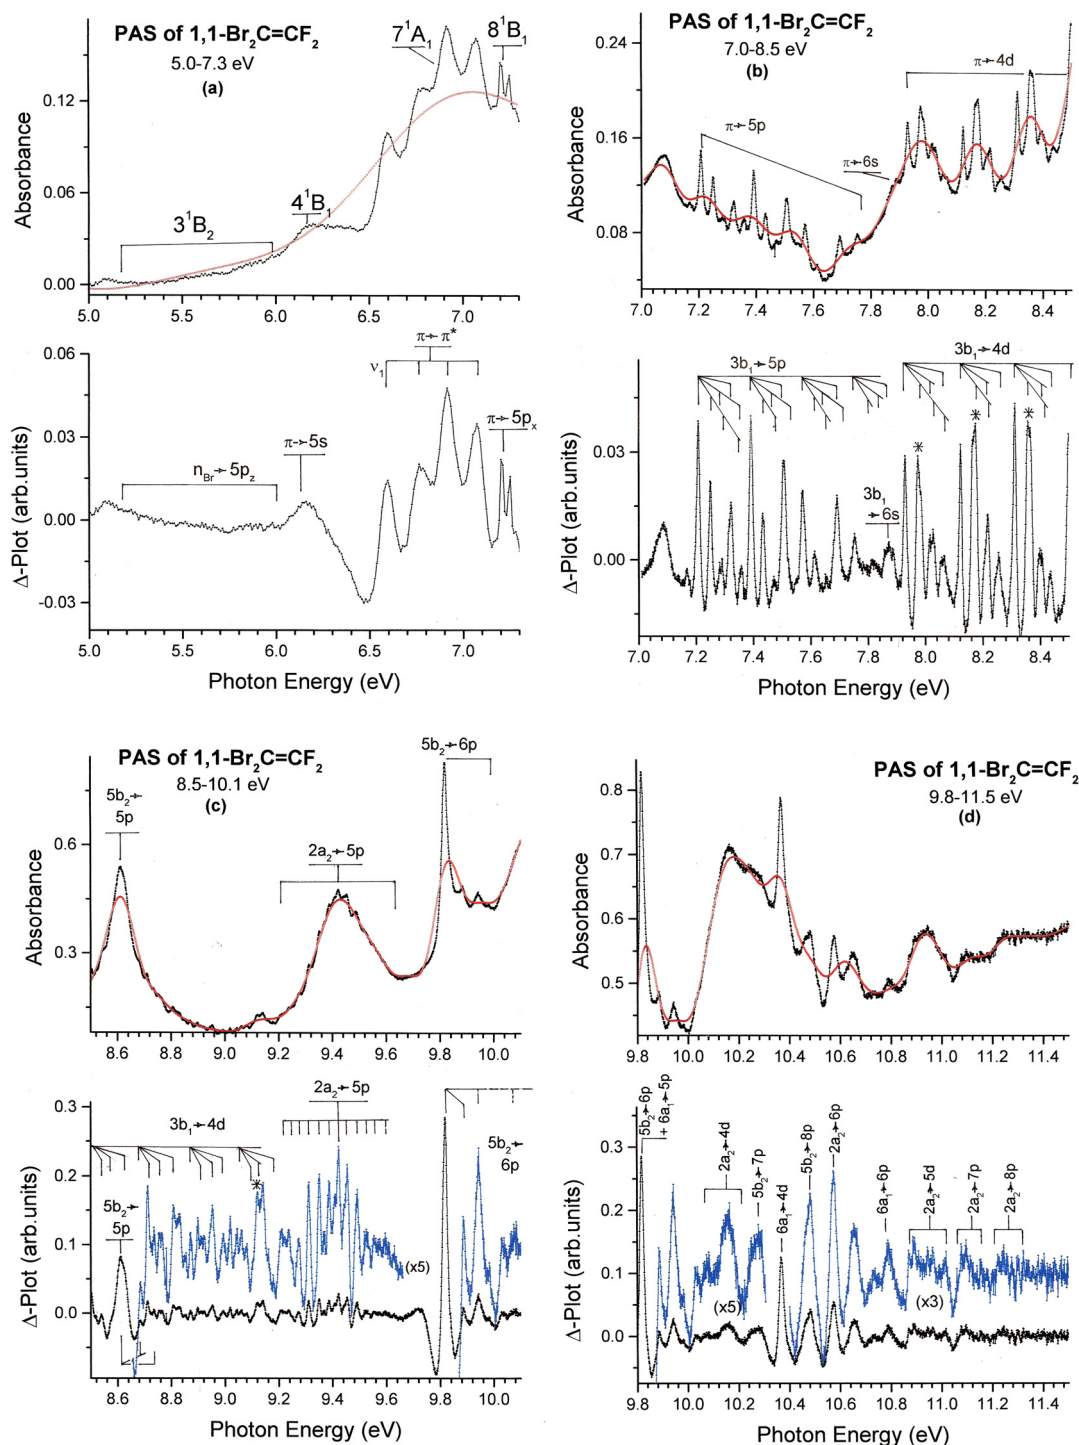 PAS of 1,1-Br₂C=CF₂
5.0-7.3 eV
(a)
7¹A₁
8¹B₁
4¹B₁
3¹B₂
Absorbance
0.12
0.06
0.00
5.0 5.5 6.0 6.5 7.0
π→π*
ν₁
π→5s
π→5pₓ
n_Br→5p_z
Δ-Plot (arb.units)
0.06
0.03
0.00
-0.03
5.0 5.5 6.0 6.5 7.0
Photon Energy (eV)
PAS of 1,1-Br₂C=CF₂
7.0-8.5 eV
(b)
π→4d
π→5p
π→6s
Absorbance
0.24
0.16
0.08
7.0 7.2 7.4 7.6 7.8 8.0 8.2 8.4
3b₁→5p
3b₁→4d
*
*
*
3b₁
→6s
Δ-Plot (arb.units)
0.03
0.00
7.0 7.2 7.4 7.6 7.8 8.0 8.2 8.4
Photon Energy (eV)
PAS of 1,1-Br₂C=CF₂
8.5-10.1 eV
(c)
5b₂→
5p
2a₂→5p
5b₂→6p
Absorbance
0.6
0.3
8.6 8.8 9.0 9.2 9.4 9.6 9.8 10.0
3b₁→4d
2a₂→5p
*
5b₂→
5p
5b₂→
6p
(x5)
Δ-Plot (arb.units)
0.3
0.2
0.1
0.0
8.6 8.8 9.0 9.2 9.4 9.6 9.8 10.0
Photon Energy (eV)
PAS of 1,1-Br₂C=CF₂
9.8-11.5 eV
(d)
Absorbance
0.8
0.7
0.6
0.5
9.8 10.0 10.2 10.4 10.6 10.8 11.0 11.2 11.4
5b₂→6p
+ 6a₁→5p
2a₂→4d
5b₂→7p
6a₁→4d
5b₂→8p
2a₂→6p
6a₁→6p
2a₂→5d
2a₂→7p
2a₂→8p
(x5)
(x3)
Δ-Plot (arb.units)
0.3
0.2
0.1
0.0
9.8 10.0 10.2 10.4 10.6 10.8 11.0 11.2 11.4
Photon Energy (eV)